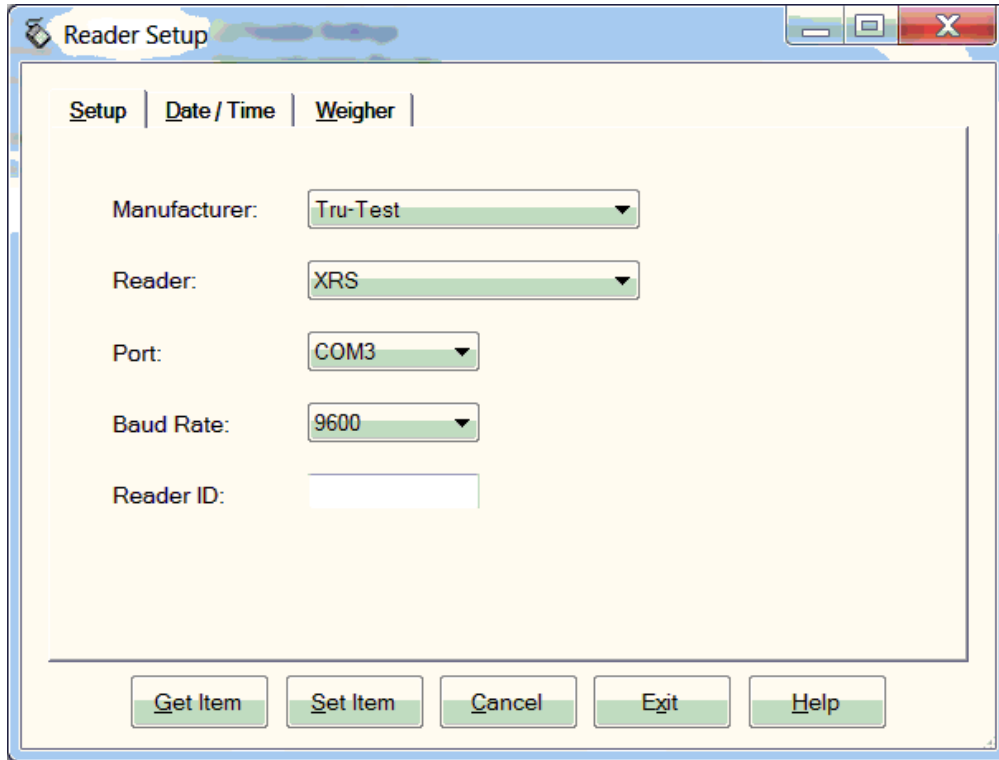 Reader Setup
Setup Date / Time Weigher
Manufacturer: Tru-Test
Reader: XRS
Port: COM3
Baud Rate: 9600
Reader ID:
Get Item Set Item Cancel Exit Help